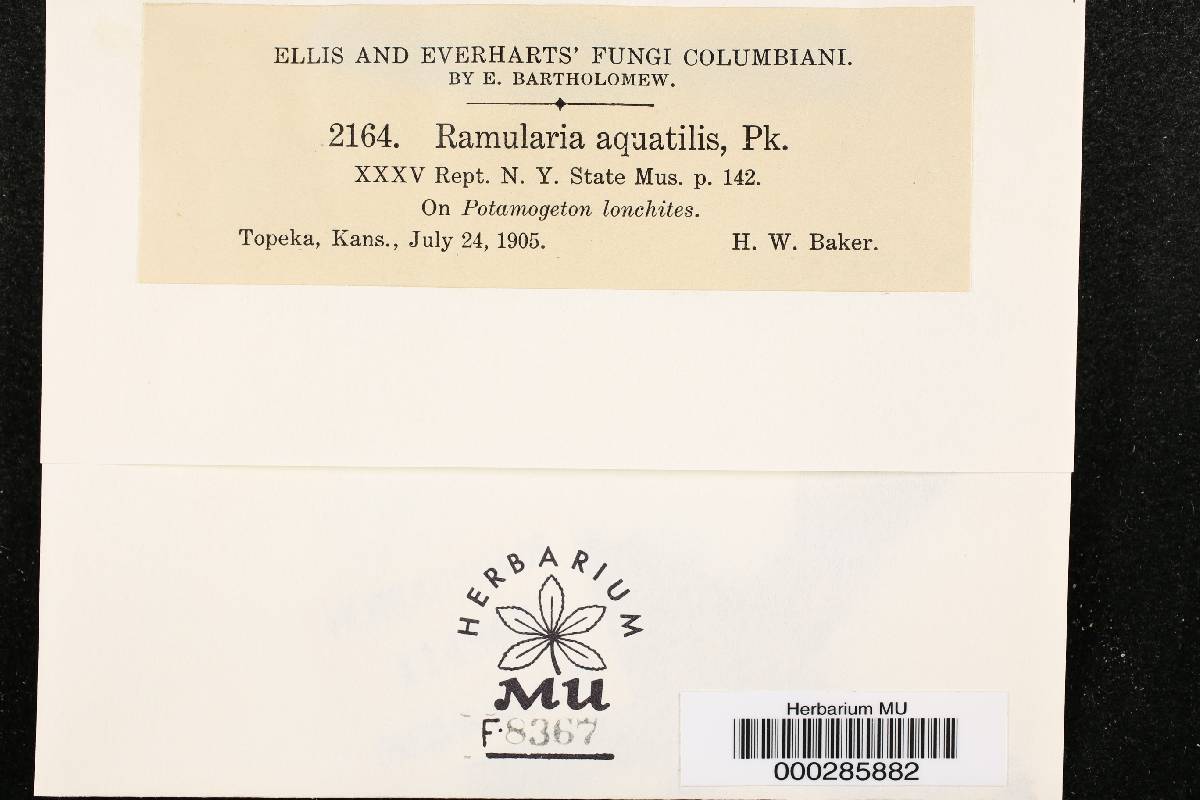 ELLIS AND EVERHARTS' FUNGI COLUMBIANI.
BY E. BARTHOLOMEW.
2164. Ramularia aquatilis, Pk.
XXXV Rept. N. Y. State Mus. p. 142.
On Potamogeton lonchites.
Topeka, Kans., July 24, 1905. H. W. Baker.
HERBARIUM
MU
F. 8367
Herbarium MU
000285882